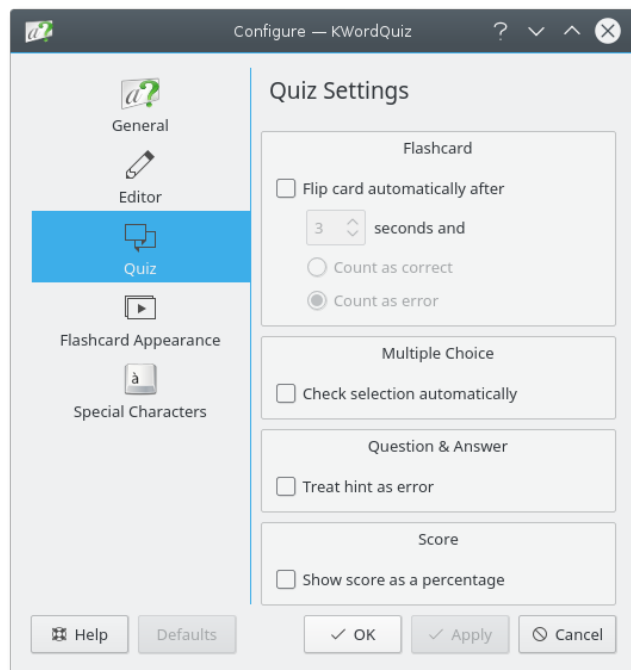 Configure — KWordQuiz
General
Editor
Quiz
Flashcard Appearance
à
Special Characters
Quiz Settings
Flashcard
Flip card automatically after
3 seconds and
Count as correct
Count as error
Multiple Choice
Check selection automatically
Question & Answer
Treat hint as error
Score
Show score as a percentage
Help Defaults OK Apply Cancel